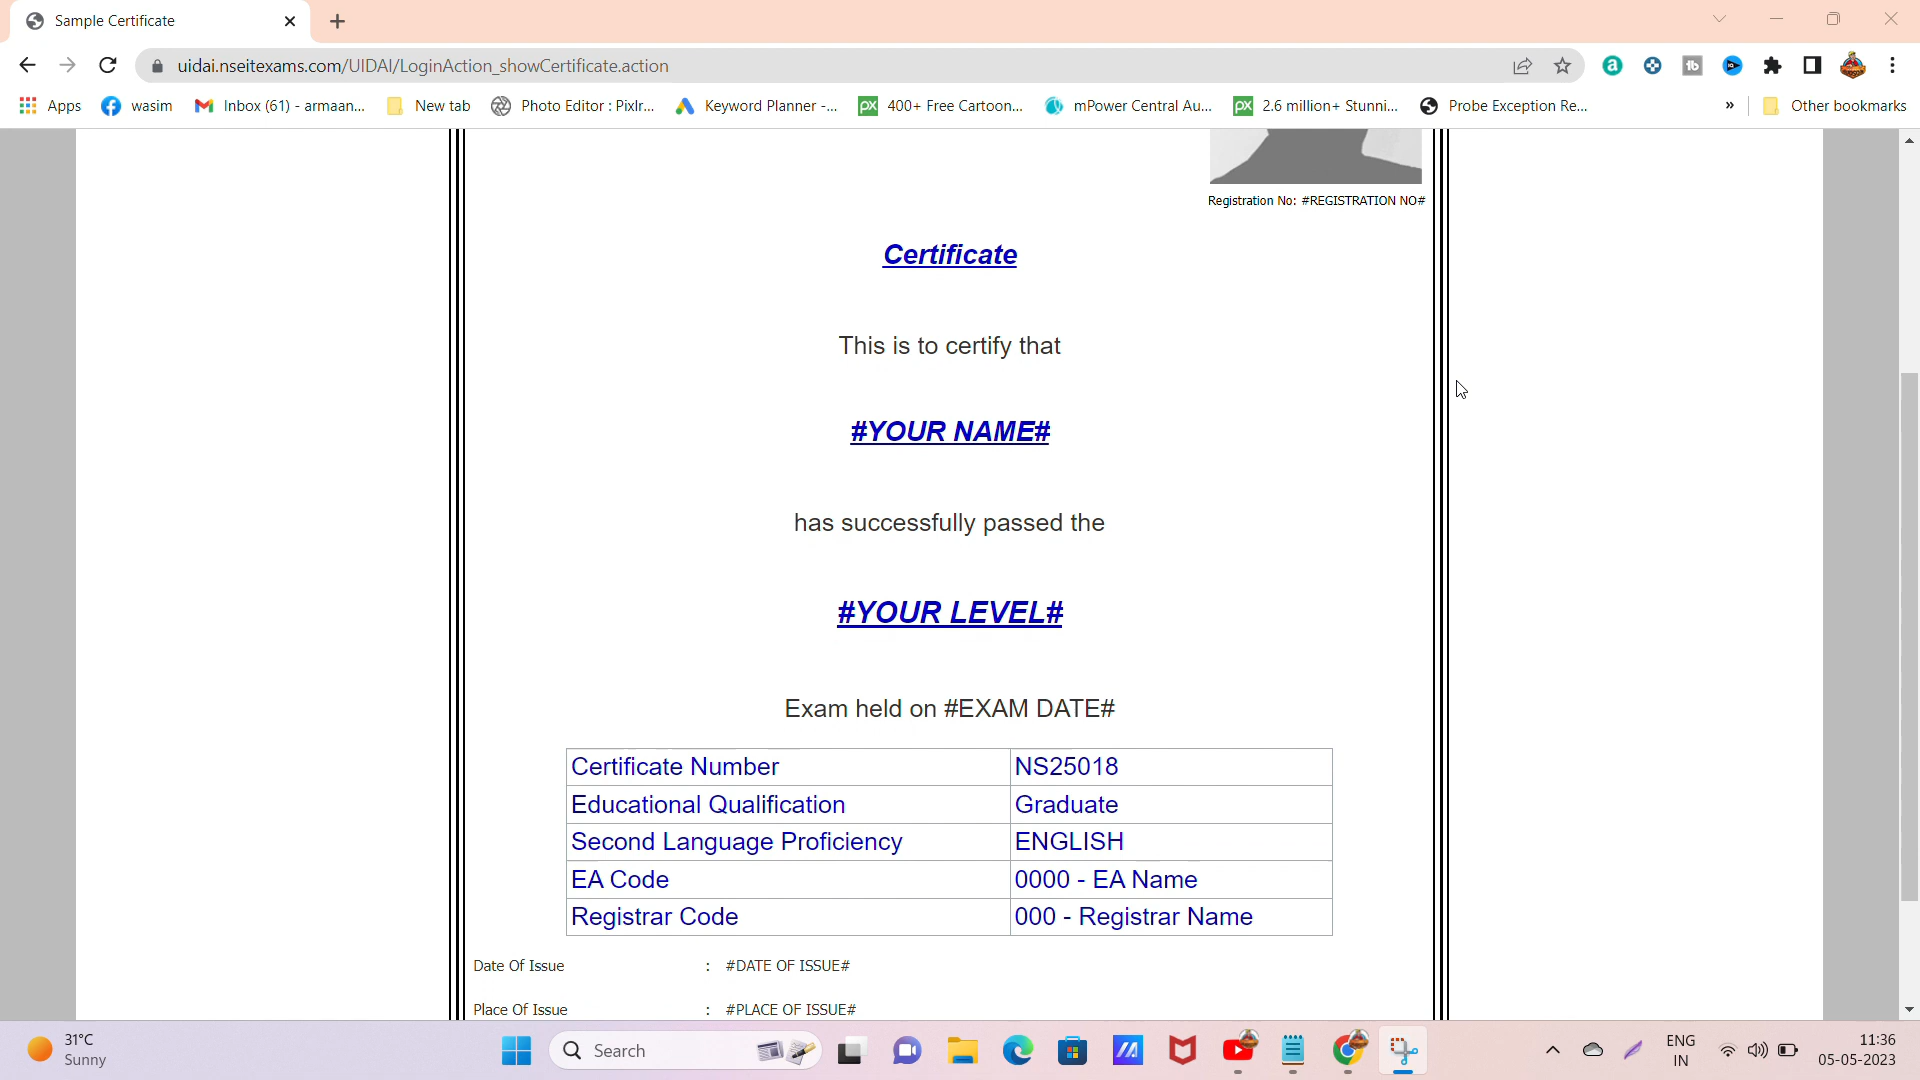 Sample Certificate
uidai.nseitexams.com/UIDAI/LoginAction_showCertificate.action
Apps wasim Inbox (61) - armaan... New tab Photo Editor : Pixlr... Keyword Planner -... 400+ Free Cartoon... mPower Central Au... 2.6 million+ Stunni... Probe Exception Re... » Other bookmarks
Registration No: #REGISTRATION NO#
Certificate
This is to certify that
#YOUR NAME#
has successfully passed the
#YOUR LEVEL#
Exam held on #EXAM DATE#
Certificate Number NS25018
Educational Qualification Graduate
Second Language Proficiency ENGLISH
EA Code 0000 - EA Name
Registrar Code 000 - Registrar Name
Date Of Issue : #DATE OF ISSUE#
Place Of Issue : #PLACE OF ISSUE#
31°C
Sunny
Search
ENG
IN
11:36
05-05-2023